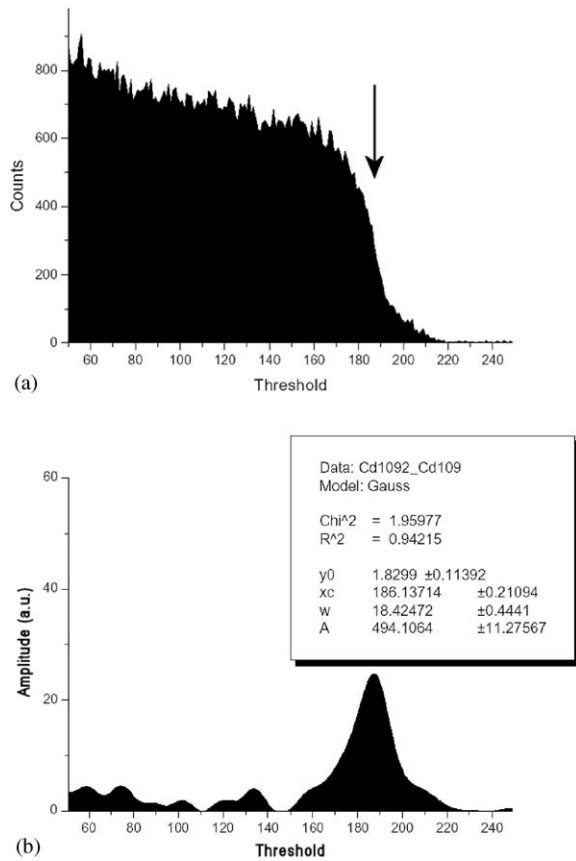 800
600
400
200
0
Counts
60 80 100 120 140 160 180 200 220 240
Threshold
(a)
Data: Cd1092_Cd109
Model: Gauss
Chi^2 = 1.95977
R^2 = 0.94215
y0 1.8299 ±0.11392
xc 186.13714 ±0.21094
w 18.42472 ±0.4441
A 494.1064 ±11.27567
60
40
20
0
Amplitude (a.u.)
60 80 100 120 140 160 180 200 220 240
Threshold
(b)